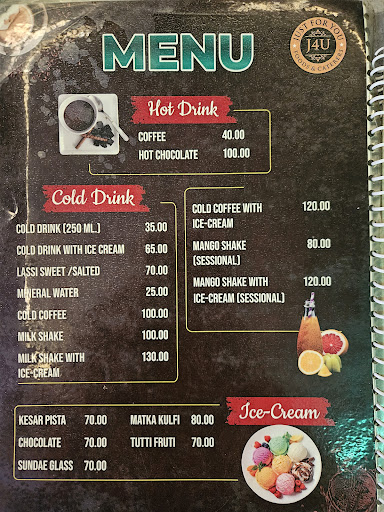 MENU
JUST FOR YOU
J4U
FOODS & CATERERS
Hot Drink
COFFEE 40.00
HOT CHOCOLATE 100.00
Cold Drink
COLD DRINK (250 ML.) 35.00
COLD DRINK WITH ICE CREAM 65.00
LASSI SWEET /SALTED 70.00
MINERAL WATER 25.00
COLD COFFEE 100.00
MILK SHAKE 100.00
MILK SHAKE WITH 130.00
ICE-CREAM
COLD COFFEE WITH 120.00
ICE-CREAM
MANGO SHAKE 80.00
(SESSIONAL)
MANGO SHAKE WITH 120.00
ICE-CREAM (SESSIONAL)
Ice-Cream
KESAR PISTA 70.00 MATKA KULFI 80.00
CHOCOLATE 70.00 TUTTI FRUTI 70.00
SUNDAE GLASS 70.00